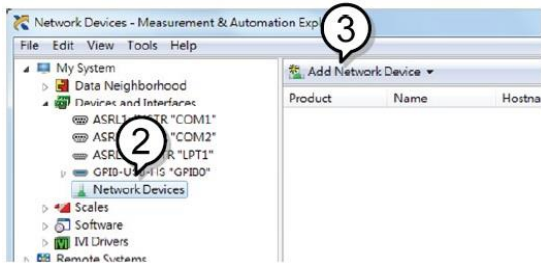 Network Devices - Measurement & Automation Exp
3
File Edit View Tools Help
My System
Add Network Device
Data Neighborhood
Product Name Hostna
Devices and Interfaces
"COM1"
2
"COM2"
"LPT1"
"GPIB0"
Network Devices
Scales
Software
IVI Drivers
Remote Systems